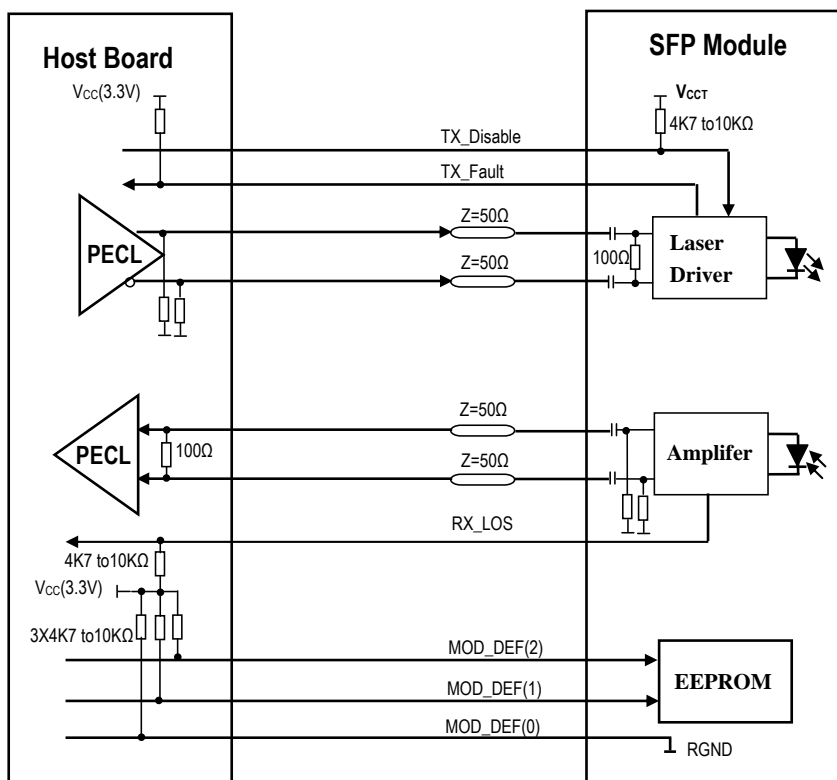 Host Board
SFP Module
VCC(3.3V)
VCCT
4K7 to10KΩ
TX_Disable
TX_Fault
Z=50Ω
PECL
100Ω
Laser
Driver
Z=50Ω
Z=50Ω
PECL
100Ω
Amplifer
Z=50Ω
RX_LOS
4K7 to10KΩ
VCC(3.3V)
3X4K7 to10KΩ
MOD_DEF(2)
EEPROM
MOD_DEF(1)
MOD_DEF(0)
RGND